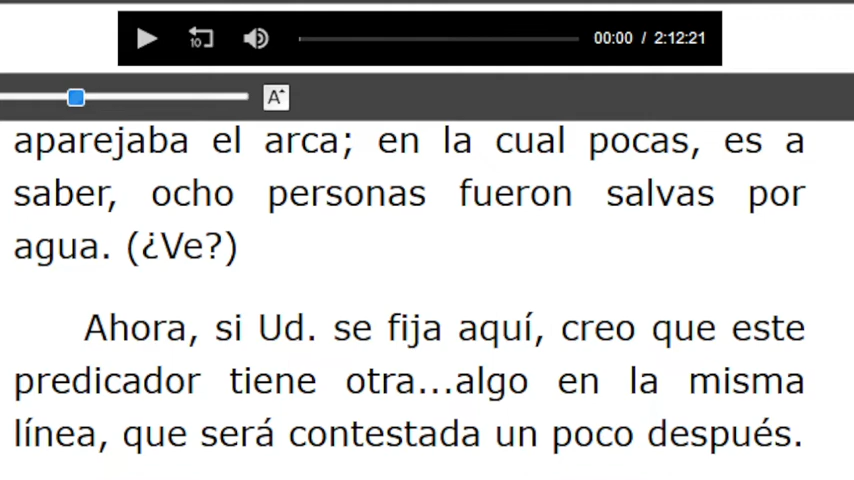 10
00:00 / 2:12:21
A+
aparejaba el arca; en la cual pocas, es a
saber, ocho personas fueron salvas por
agua. (¿Ve?)
Ahora, si Ud. se fija aquí, creo que este
predicador tiene otra...algo en la misma
línea, que será contestada un poco después.